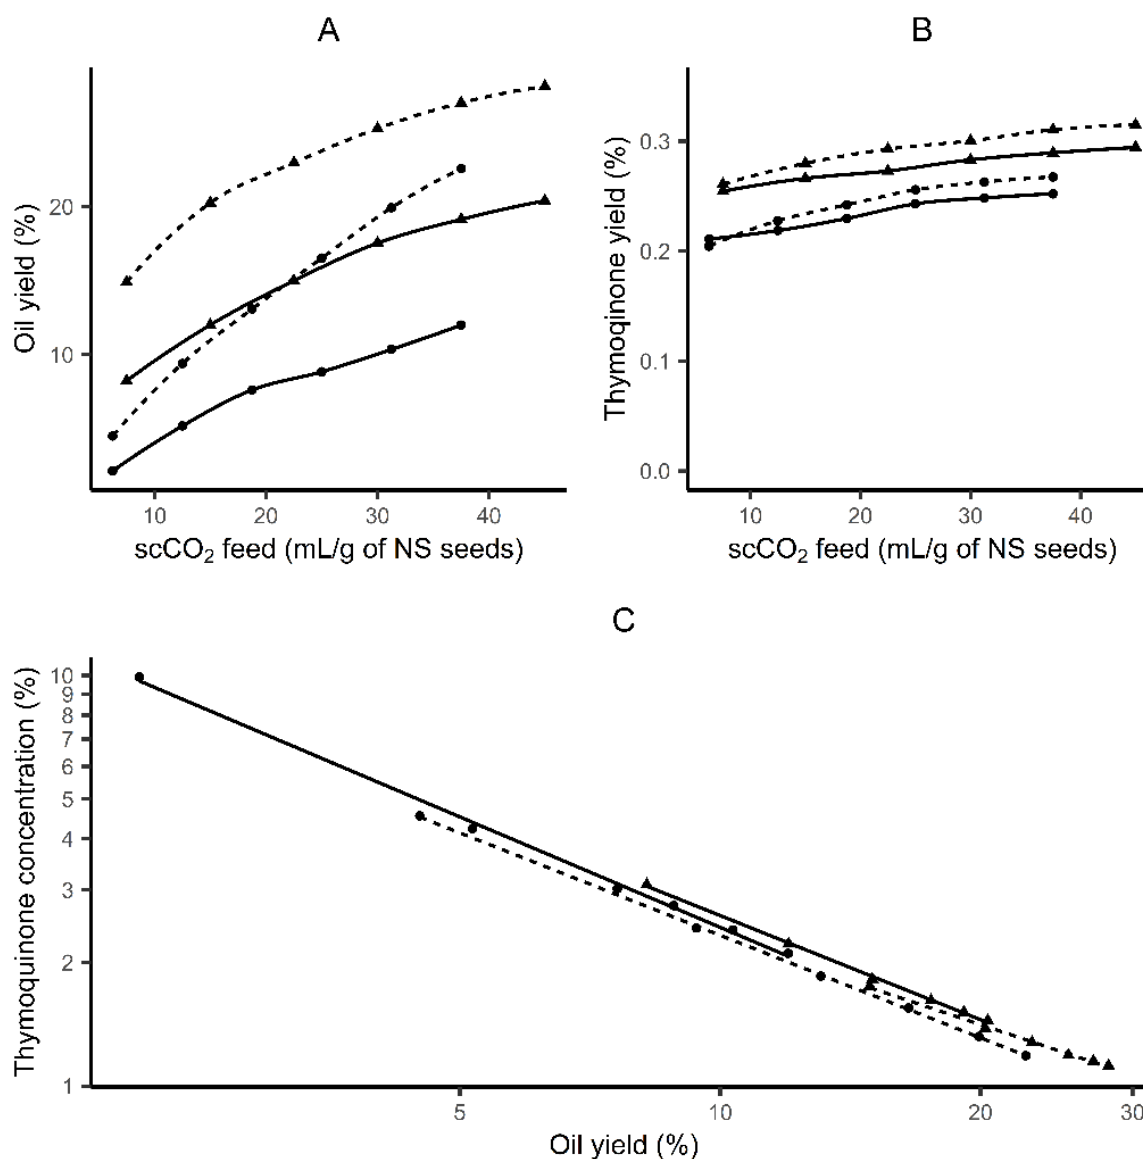 A
Oil yield (%)
20
10
10 20 30 40
scCO₂ feed (mL/g of NS seeds)
B
Thymoqinone yield (%)
0.3
0.2
0.1
0.0
10 20 30 40
scCO₂ feed (mL/g of NS seeds)
C
Thymoquinone concentration (%)
10
9
8
7
6
5
4
3
2
1
5 10 20 30
Oil yield (%)